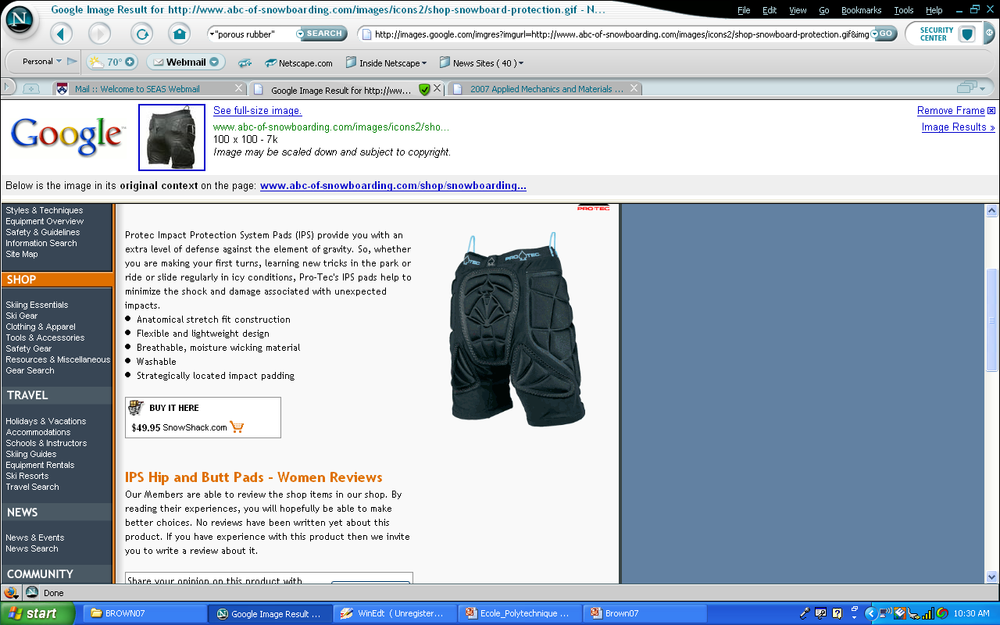 Google Image Result for http://www.abc-of-snowboarding.com/images/icons2/shop-snowboard-protection.gif - N...
File Edit View Go Bookmarks Tools Help
"porous rubber" SEARCH http://images.google.com/imgres?imgurl=http://www.abc-of-snowboarding.com/images/icons2/shop-snowboard-protection.gif&img GO SECURITY CENTER
Personal 70° Webmail Netscape.com Inside Netscape News Sites ( 40 )
Mail :: Welcome to SEAS Webmail Google Image Result for http://ww... 2007 Applied Mechanics and Materials ...
Google™
See full-size image.
www.abc-of-snowboarding.com/images/icons2/sho...
100 x 100 - 7k
Image may be scaled down and subject to copyright.
Remove Frame
Image Results »
Below is the image in its original context on the page: www.abc-of-snowboarding.com/shop/snowboarding...
Styles & Techniques
Equipment Overview
Safety & Guidelines
Information Search
Site Map
SHOP
Skiing Essentials
Ski Gear
Clothing & Apparel
Tools & Accessories
Safety Gear
Resources & Miscellaneous
Gear Search
TRAVEL
Holidays & Vacations
Accommodations
Schools & Instructors
Skiing Guides
Equipment Rentals
Ski Resorts
Travel Search
NEWS
News & Events
News Search
COMMUNITY
PRO-TEC
Protec Impact Protection System Pads (IPS) provide you with an
extra level of defense against the element of gravity. So, whether
you are making your first turns, learning new tricks in the park or
ride or slide regularly in icy conditions, Pro-Tec's IPS pads help to
minimize the shock and damage associated with unexpected
impacts.
• Anatomical stretch fit construction
• Flexible and lightweight design
• Breathable, moisture wicking material
• Washable
• Strategically located impact padding
PRO TEC
BUY IT HERE
$49.95 SnowShack.com
IPS Hip and Butt Pads - Women Reviews
Our Members are able to review the shop items in our shop. By
reading their experiences, you will hopefully be able to make
better choices. No reviews have been written yet about this
product. If you have experience with this product then we invite
you to write a review about it.
Share your opinion on this product with
Done
start BROWN07 Google Image Result ... WinEdt ( Unregister... Ecole_Polytechnique ... Brown07 10:30 AM